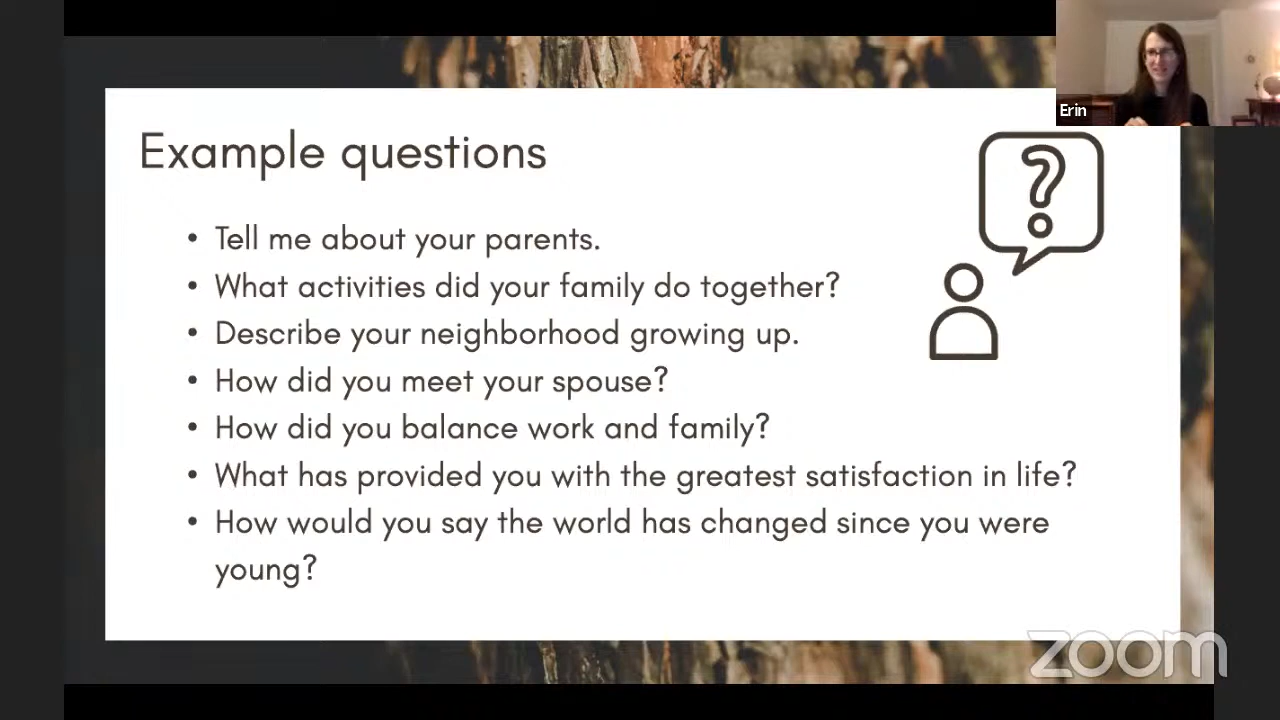 Erin
Example questions
• Tell me about your parents.
• What activities did your family do together?
• Describe your neighborhood growing up.
• How did you meet your spouse?
• How did you balance work and family?
• What has provided you with the greatest satisfaction in life?
• How would you say the world has changed since you were
young?
zoom